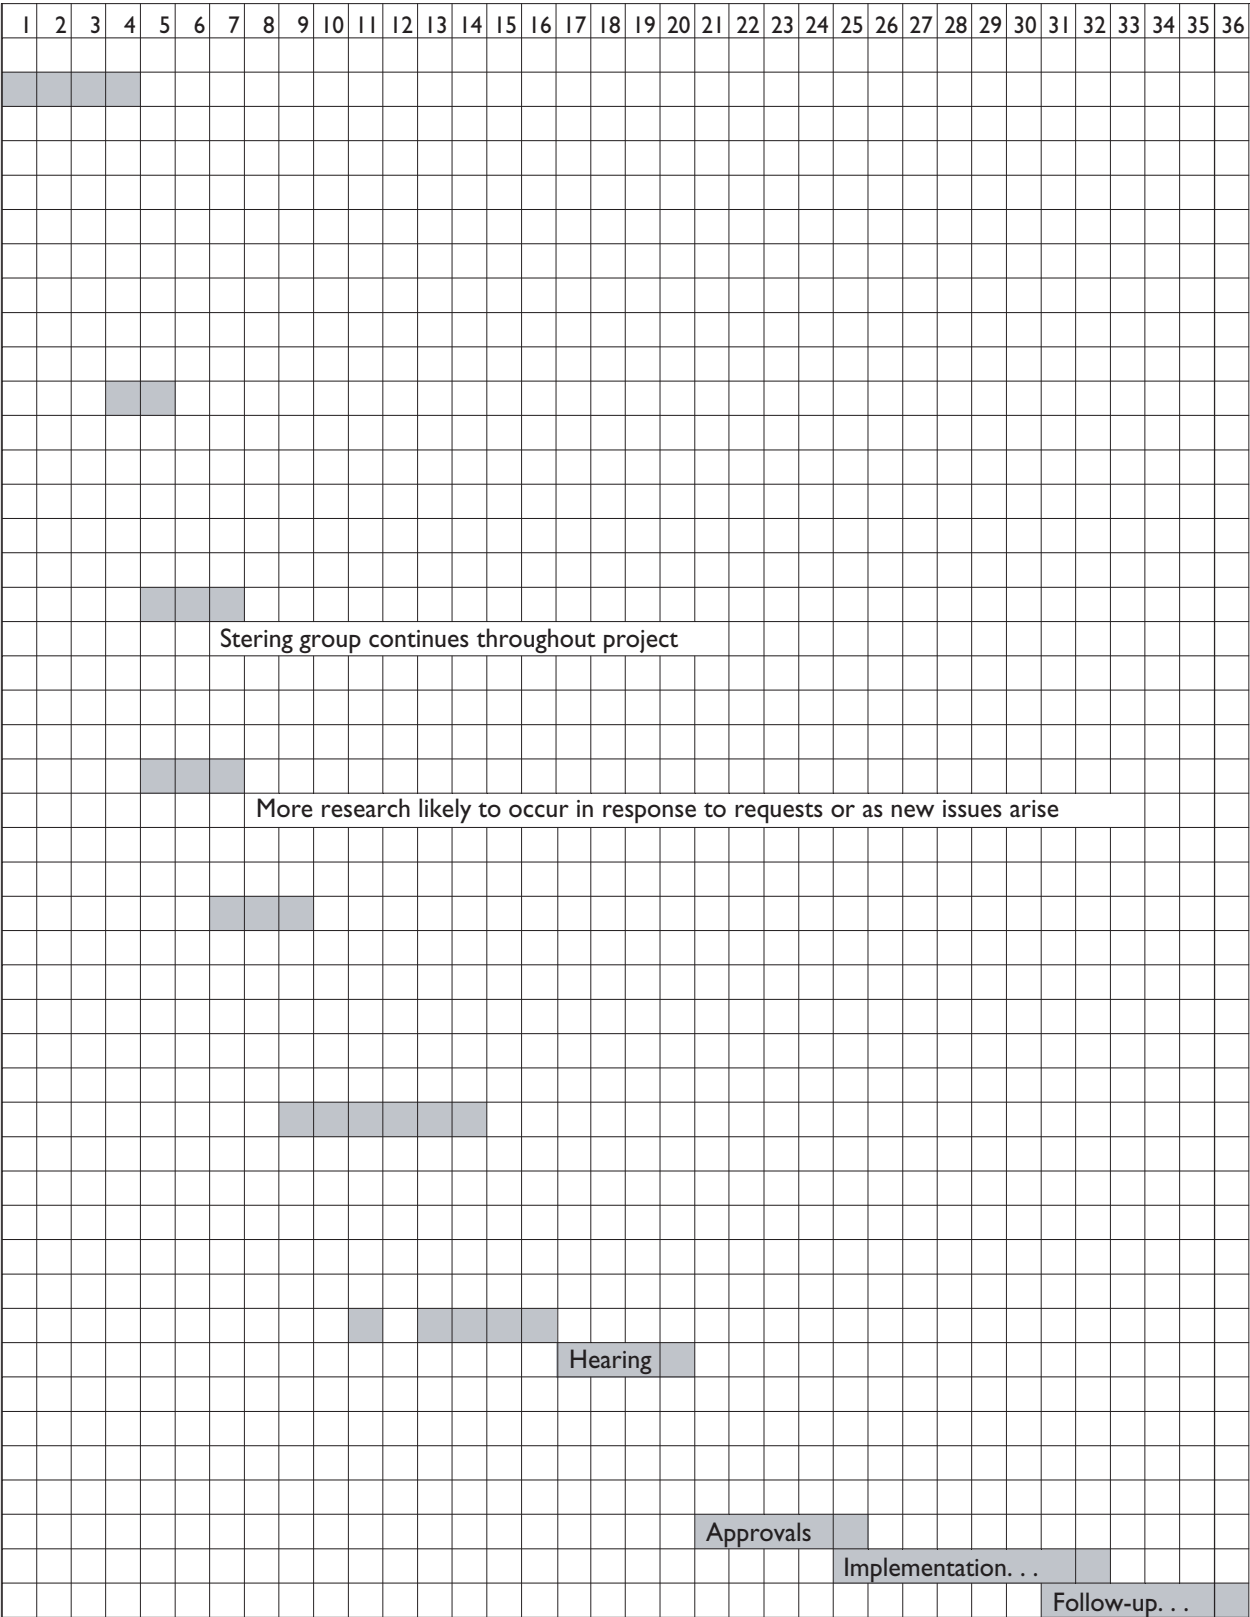 1 2 3 4 5 6 7 8 9 10 11 12 13 14 15 16 17 18 19 20 21 22 23 24 25 26 27 28 29 30 31 32 33 34 35 36
Stering group continues throughout project
More research likely to occur in response to requests or as new issues arise
Hearing
Approvals
Implementation. . .
Follow-up. . .